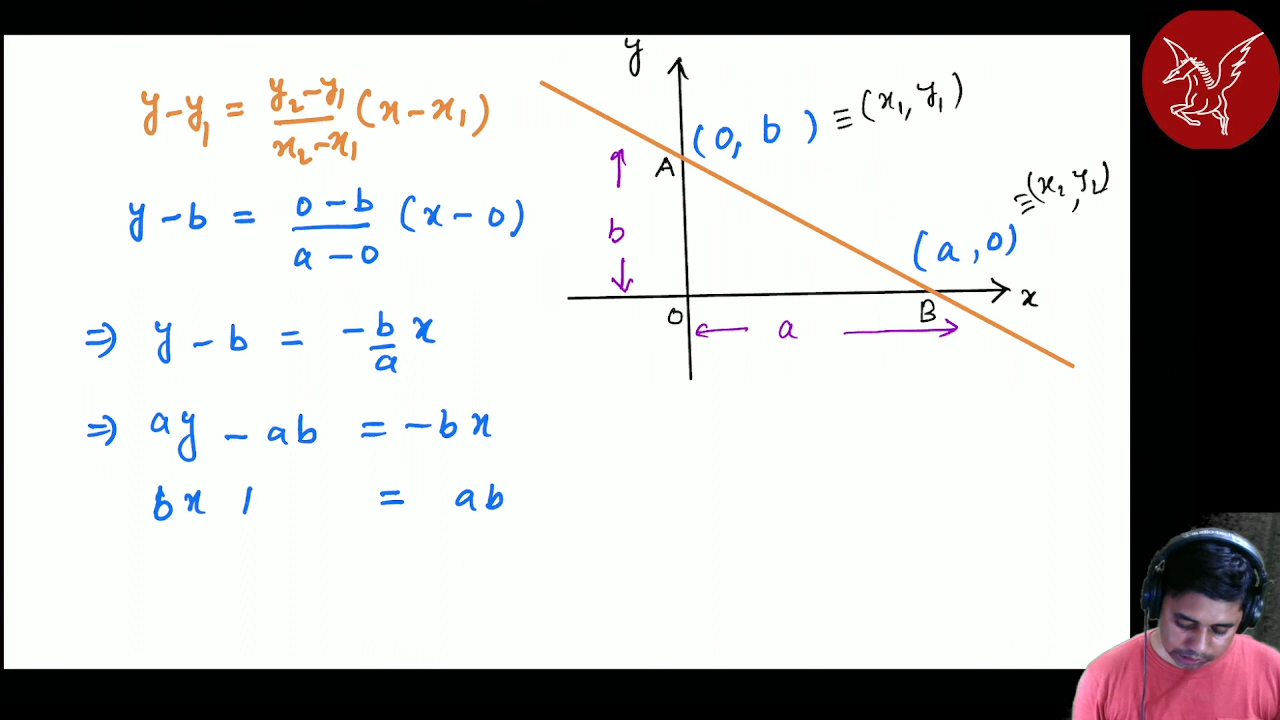 y - y₁ = y₂-y₁/x₂-x₁ (x - x₁)
y - b = 0 - b/a - 0 (x - 0)
⇒ y - b = -b/a x
⇒ ay - ab = -bx
bx = ab
y
(0, b) ≡ (x₁, y₁)
A
b
≡ (x₂, y₂)
(a, 0)
x
O
B
a